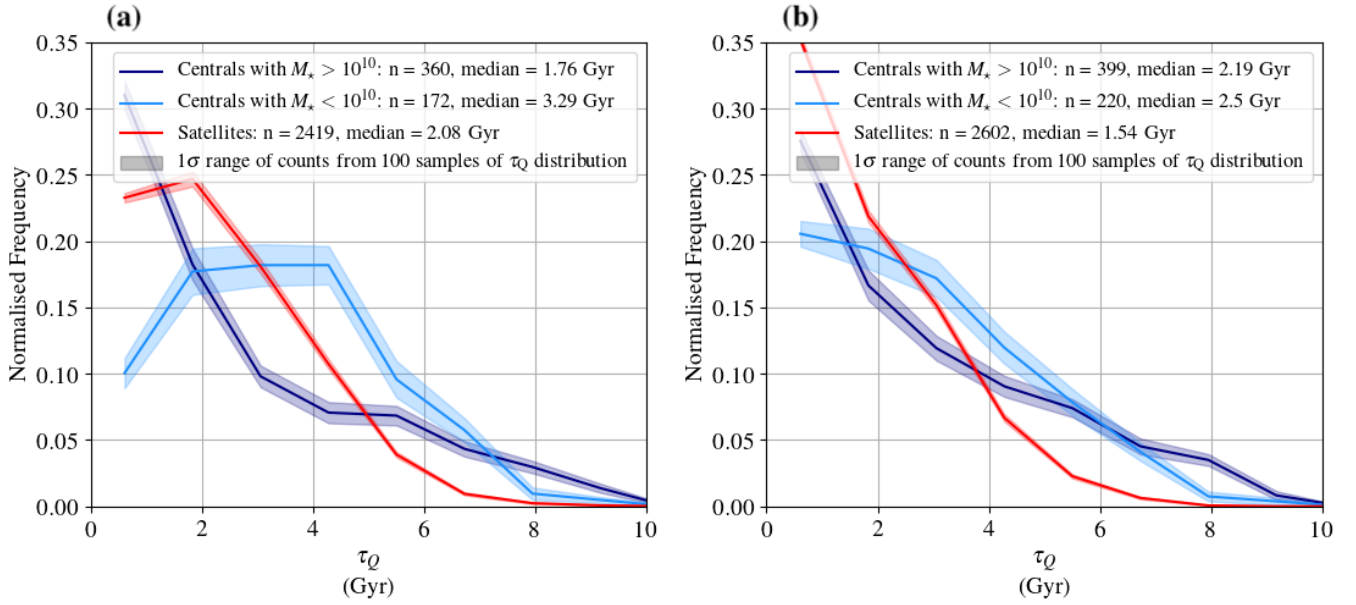 (a)
0.35
0.30
0.25
0.20
0.15
0.10
0.05
0.00
Normalised Frequency
Centrals with M⋆ > 10¹⁰: n = 360, median = 1.76 Gyr
Centrals with M⋆ < 10¹⁰: n = 172, median = 3.29 Gyr
Satellites: n = 2419, median = 2.08 Gyr
1σ range of counts from 100 samples of τQ distribution
0 2 4 6 8 10
τQ
(Gyr)
(b)
0.35
0.30
0.25
0.20
0.15
0.10
0.05
0.00
Normalised Frequency
Centrals with M⋆ > 10¹⁰: n = 399, median = 2.19 Gyr
Centrals with M⋆ < 10¹⁰: n = 220, median = 2.5 Gyr
Satellites: n = 2602, median = 1.54 Gyr
1σ range of counts from 100 samples of τQ distribution
0 2 4 6 8 10
τQ
(Gyr)